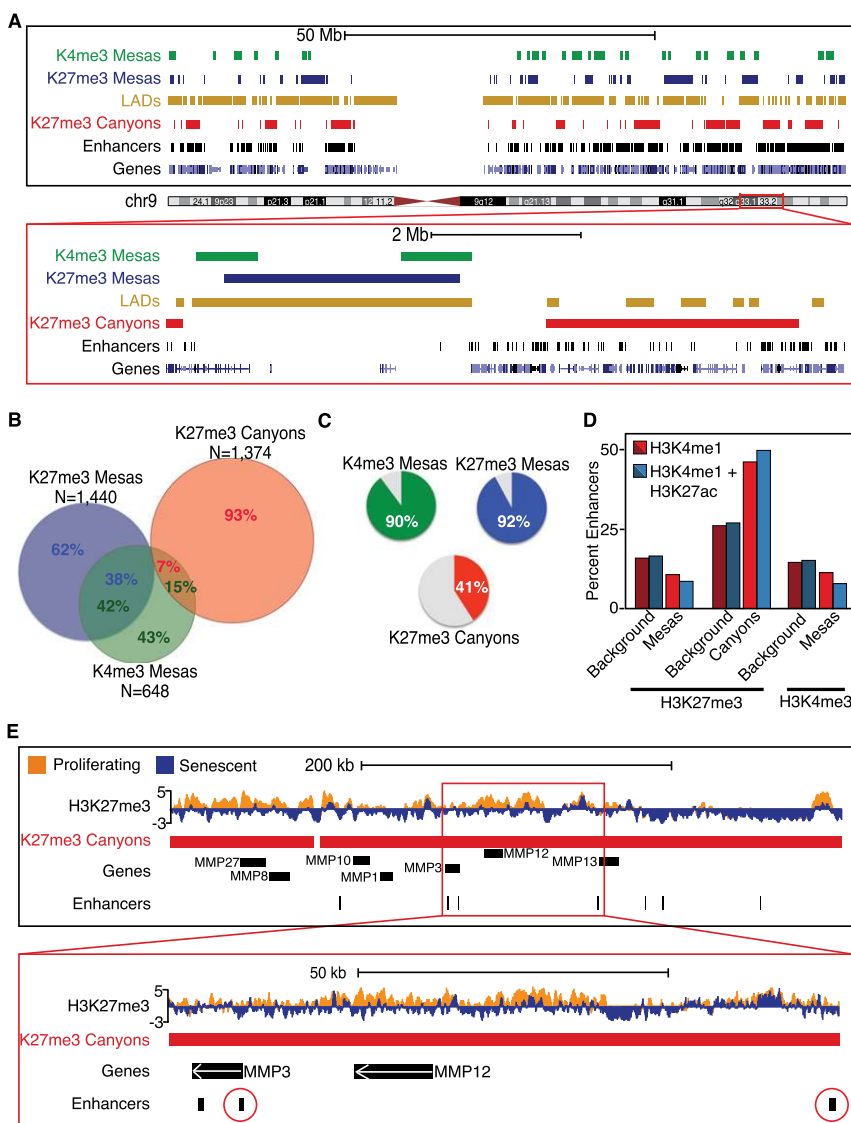 A
50 Mb
K4me3 Mesas
K27me3 Mesas
LADs
K27me3 Canyons
Enhancers
Genes
chr9
24.1 9p23 p21.3 p21.1 12 11.2 9q12 q21.13 q31.1 q32 33.2
2 Mb
K4me3 Mesas
K27me3 Mesas
LADs
K27me3 Canyons
Enhancers
Genes
B
K27me3 Canyons
N=1,374
K27me3 Mesas
N=1,440
93%
62%
7%
38%
15%
42%
43%
K4me3 Mesas
N=648
C
K4me3 Mesas
K27me3 Mesas
90%
92%
41%
K27me3 Canyons
D
Percent Enhancers
50
25
0
H3K4me1
H3K4me1 +
H3K27ac
Background
Mesas
Background
Canyons
Background
Mesas
H3K27me3
H3K4me3
E
Proliferating
Senescent
200 kb
H3K27me3
5
-3
K27me3 Canyons
Genes
MMP27
MMP8
MMP10
MMP1
MMP3
MMP12
MMP13
Enhancers
50 kb
H3K27me3
5
-3
K27me3 Canyons
Genes
MMP3
MMP12
Enhancers